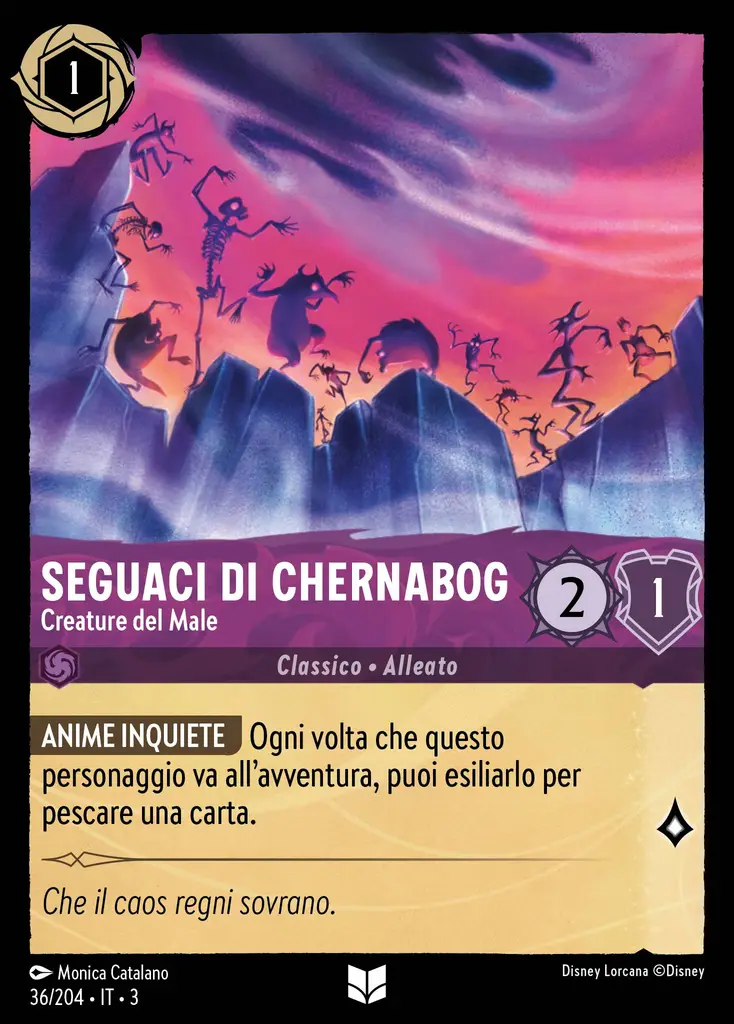 1
SEGUACI DI CHERNABOG
Creature del Male
2
1
Classico • Alleato
ANIME INQUIETE Ogni volta che questo
personaggio va all'avventura, puoi esiliarlo per
pescare una carta.
Che il caos regni sovrano.
Monica Catalano
Disney Lorcana ©Disney
36/204 • IT • 3